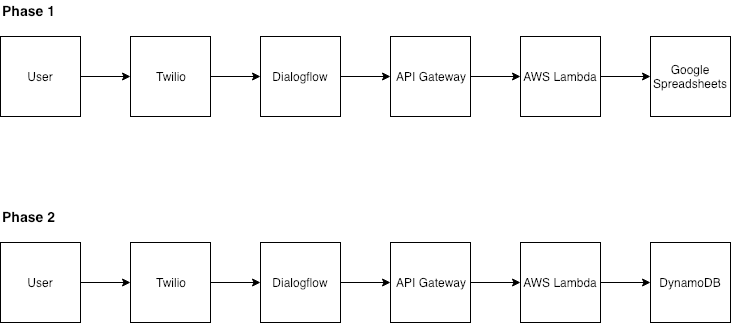 Phase 1
User
Twilio
Dialogflow
API Gateway
AWS Lambda
Google
Spreadsheets
Phase 2
User
Twilio
Dialogflow
API Gateway
AWS Lambda
DynamoDB